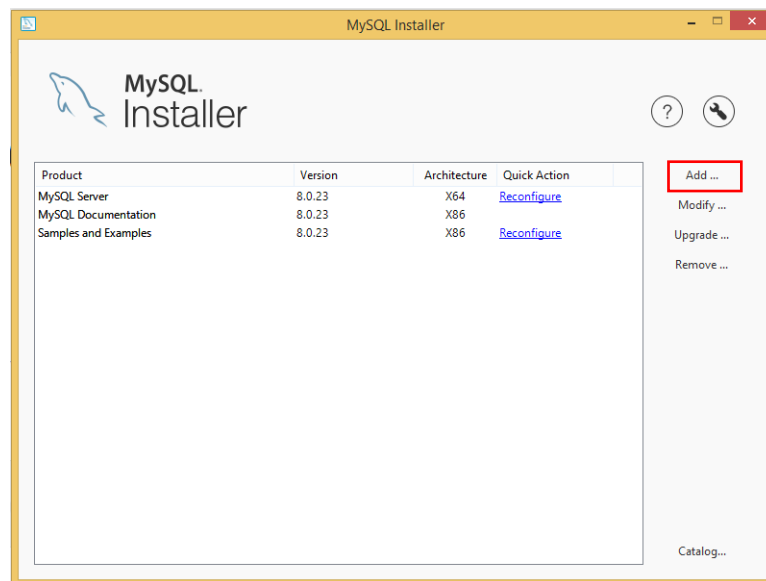 MySQL Installer
MySQL.
Installer
?
Product Version Architecture Quick Action
MySQL Server 8.0.23 X64 Reconfigure
MySQL Documentation 8.0.23 X86
Samples and Examples 8.0.23 X86 Reconfigure
Add ...
Modify ...
Upgrade ...
Remove ...
Catalog...